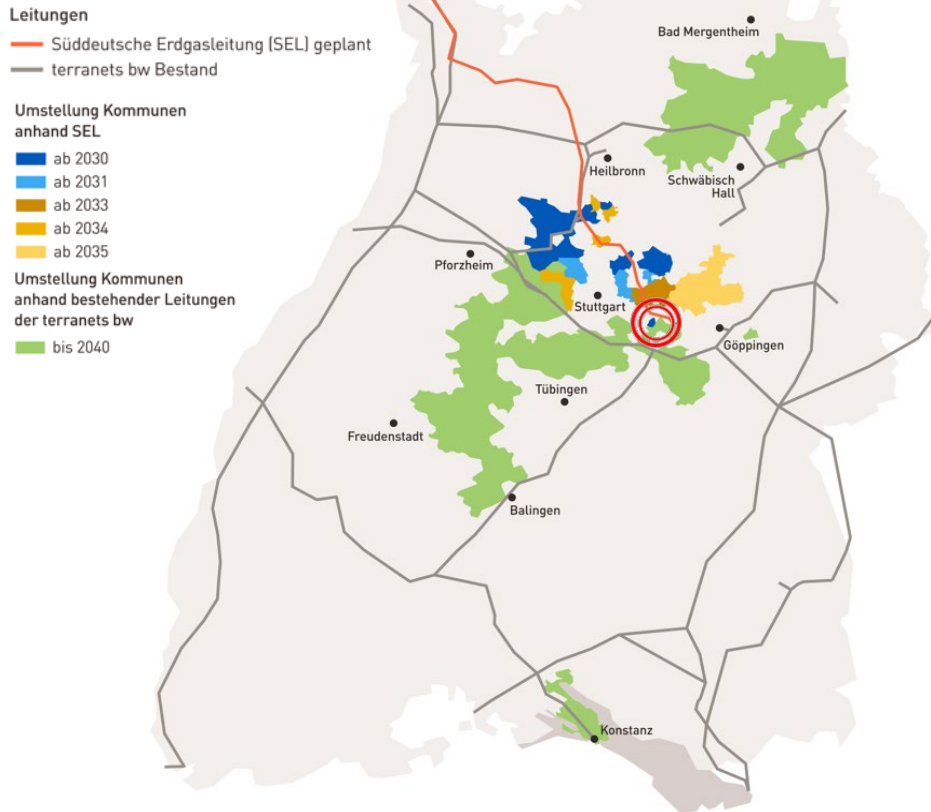 Leitungen
Süddeutsche Erdgasleitung (SEL) geplant
terranets bw Bestand
Umstellung Kommunen
anhand SEL
ab 2030
ab 2031
ab 2033
ab 2034
ab 2035
Umstellung Kommunen
anhand bestehender Leitungen
der terranets bw
bis 2040
Bad Mergentheim
Heilbronn
Schwäbisch
Hall
Pforzheim
Stuttgart
Göppingen
Tübingen
Freudenstadt
Balingen
Konstanz